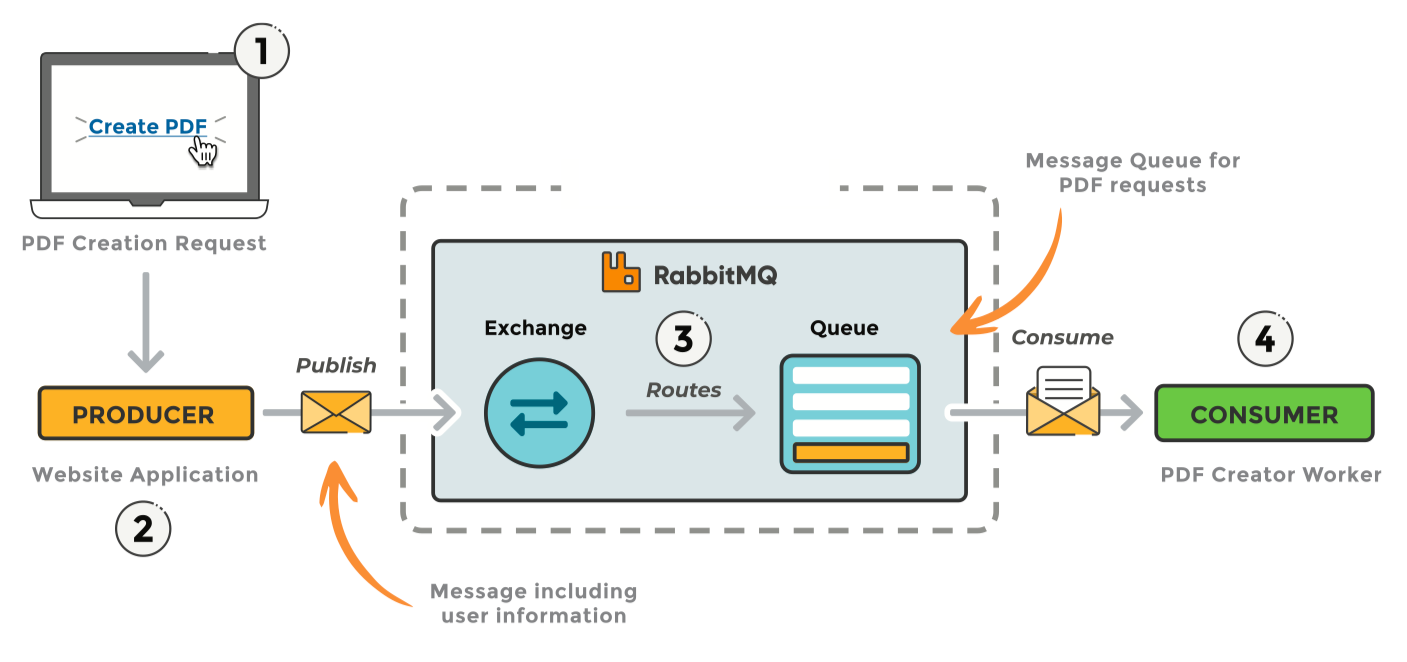 1
Create PDF
PDF Creation Request
Message Queue for
PDF requests
RabbitMQ
Exchange
3
Queue
Publish
Routes
Consume
4
PRODUCER
CONSUMER
Website Application
PDF Creator Worker
2
Message including
user information